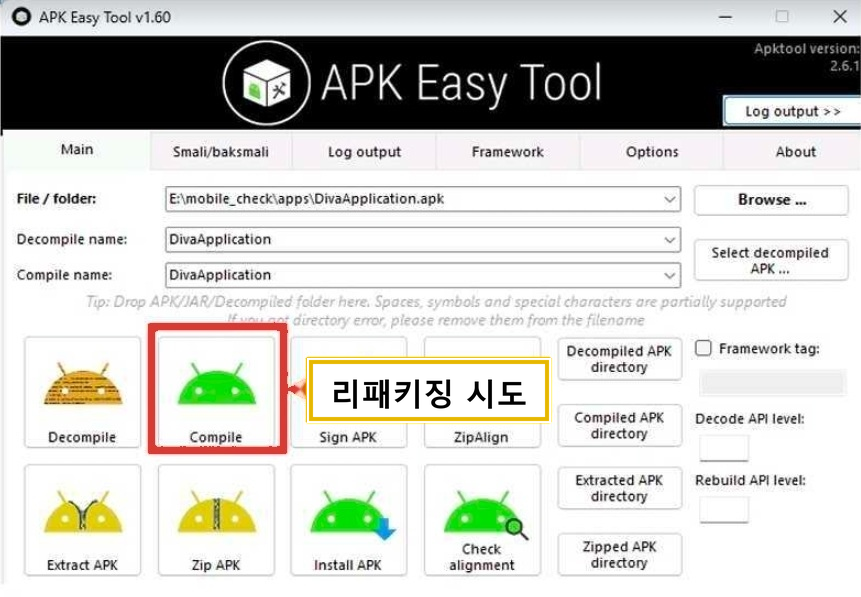 APK Easy Tool v1.60
Apktool version:
2.6.1
APK Easy Tool
Log output >>
Main
Smali/baksmali
Log output
Framework
Options
About
File / folder:
E:\mobile_check\apps\DivaApplication.apk
Browse ...
Decompile name:
DivaApplication
Select decompiled
APK ...
Compile name:
DivaApplication
Tip: Drop APK/JAR/Decompiled folder here. Spaces, symbols and special characters are partially supported
If you got directory error, please remove them from the filename
Decompile
Compile
리패키징 시도
Sign APK
ZipAlign
Decompiled APK
directory
Framework tag:
Compiled APK
directory
Decode API level:
Extract APK
Zip APK
Install APK
Check
alignment
Extracted APK
directory
Rebuild API level:
Zipped APK
directory